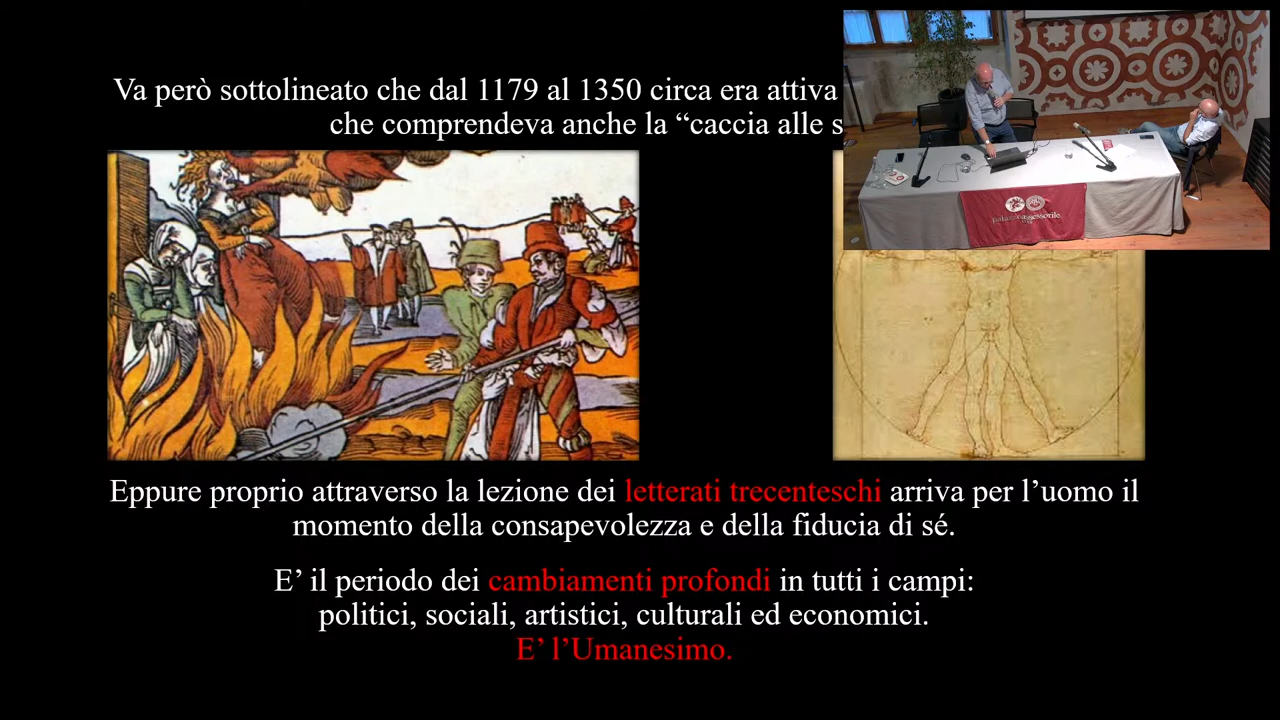 Va però sottolineato che dal 1179 al 1350 circa era attiva
che comprendeva anche la “caccia alle s
Eppure proprio attraverso la lezione dei letterati trecenteschi arriva per l’uomo il
momento della consapevolezza e della fiducia di sé.
E’ il periodo dei cambiamenti profondi in tutti i campi:
politici, sociali, artistici, culturali ed economici.
E’ l’Umanesimo.